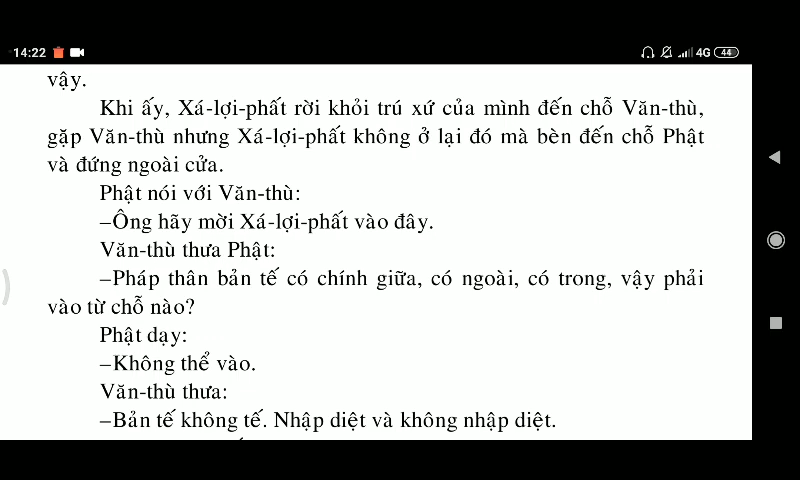 14:22
4G 44
vậy.
Khi ấy, Xá-lợi-phất rời khỏi trú xứ của mình đến chỗ Văn-thù,
gặp Văn-thù nhưng Xá-lợi-phất không ở lại đó mà bèn đến chỗ Phật
và đứng ngoài cửa.
Phật nói với Văn-thù:
–Ông hãy mời Xá-lợi-phất vào đây.
Văn-thù thưa Phật:
–Pháp thân bản tế có chính giữa, có ngoài, có trong, vậy phải
vào từ chỗ nào?
Phật dạy:
–Không thể vào.
Văn-thù thưa:
–Bản tế không tế. Nhập diệt và không nhập diệt.